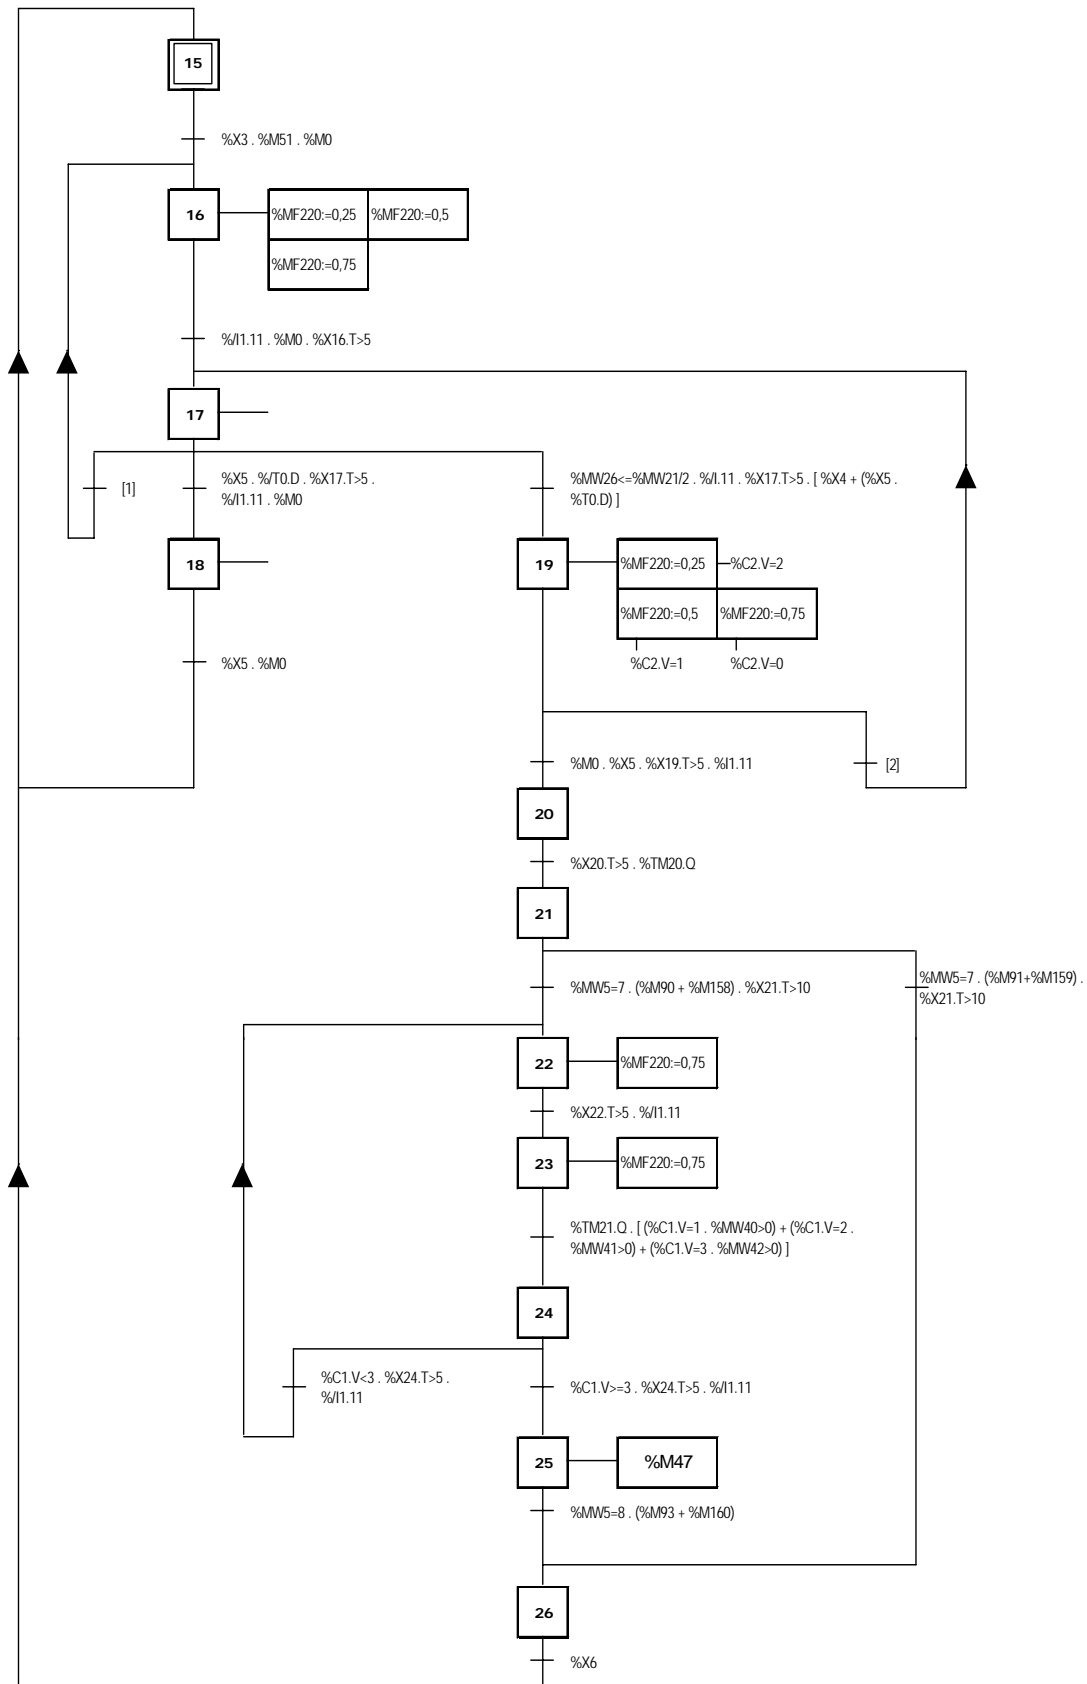 15
%X3 . %M51 . %M0
16
%MF220:=0,25 %MF220:=0,5
%MF220:=0,75
%/I1.11 . %M0 . %X16.T>5
17
[1]
%X5 . %/T0.D . %X17.T>5 .
%/I1.11 . %M0
%MW26<=%MW21/2 . %/I.11 . %X17.T>5 . [ %X4 + (%X5 .
%T0.D) ]
18
19
%MF220:=0,25 %C2.V=2
%MF220:=0,5 %MF220:=0,75
%C2.V=1 %C2.V=0
%X5 . %M0
%M0 . %X5 . %X19.T>5 . %I1.11
[2]
20
%X20.T>5 . %TM20.Q
21
%MW5=7 . (%M90 + %M158) . %X21.T>10
%MW5=7 . (%M91+%M159) .
%X21.T>10
22
%MF220:=0,75
%X22.T>5 . %/I1.11
23
%MF220:=0,75
%TM21.Q . [ (%C1.V=1 . %MW40>0) + (%C1.V=2 .
%MW41>0) + (%C1.V=3 . %MW42>0) ]
24
%C1.V<3 . %X24.T>5 .
%/I1.11
%C1.V>=3 . %X24.T>5 . %/I1.11
25
%M47
%MW5=8 . (%M93 + %M160)
26
%X6